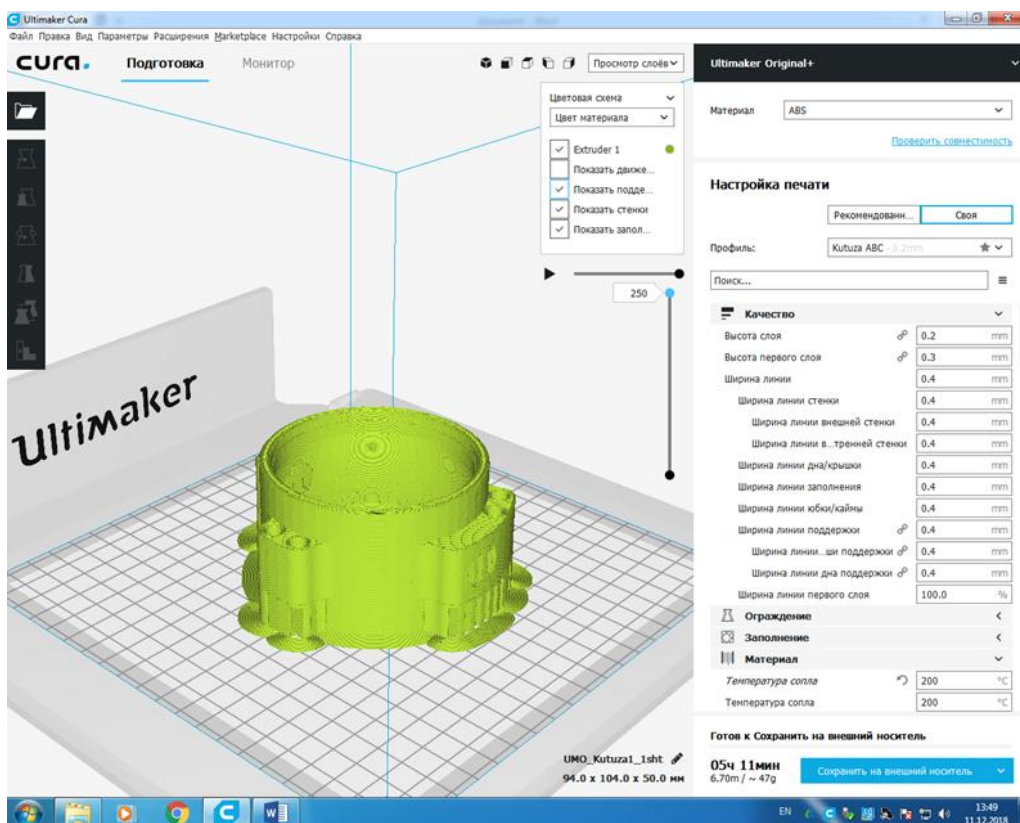 Ultimaker Cura
Файл Правка Вид Параметры Расширения Marketplace Настройки Справка
cura.
Подготовка
Монитор
Просмотр слоёв
Цветовая схема
Цвет материала
Extruder 1
Показать движе...
Показать подде...
Показать стенки
Показать запол...
250
Ultimaker
UMO_Kutuza1_1sht
94.0 x 104.0 x 50.0 мм
Ultimaker Original+
Материал ABS
Проверить совместимость
Настройка печати
Рекомендованн... Своя
Профиль: Kutuza ABC - 0.2mm
Поиск...
Качество
Высота слоя 0.2 mm
Высота первого слоя 0.3 mm
Ширина линии 0.4 mm
Ширина линии стенки 0.4 mm
Ширина линии внешней стенки 0.4 mm
Ширина линии в...тренней стенки 0.4 mm
Ширина линии дна/крышки 0.4 mm
Ширина линии заполнения 0.4 mm
Ширина линии юбки/каймы 0.4 mm
Ширина линии поддержки 0.4 mm
Ширина линии...ши поддержки 0.4 mm
Ширина линии дна поддержки 0.4 mm
Ширина линии первого слоя 100.0 %
Ограждение
Заполнение
Материал
Температура сопла 200 °C
Температура сопла 200 °C
Готов к Сохранить на внешний носитель
05ч 11мин
6.70m / ~ 47g
Сохранить на внешний носитель
EN
13:49
11.12.2018